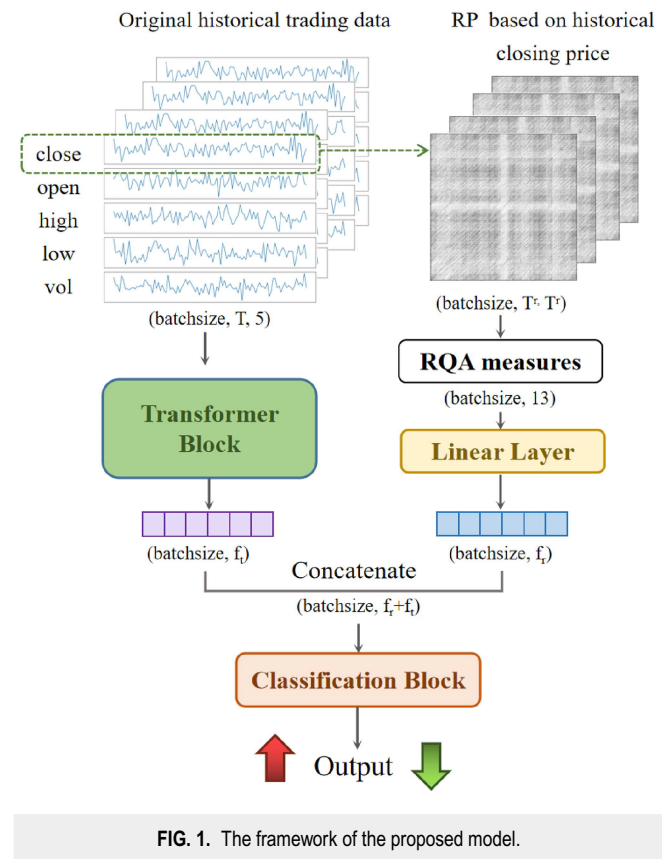 Original historical trading data
RP based on historical
closing price
close
open
high
low
vol
(batchsize, T, 5)
(batchsize, Tʳ, Tʳ)
RQA measures
(batchsize, 13)
Transformer
Block
Linear Layer
(batchsize, fₜ)
(batchsize, fᵣ)
Concatenate
(batchsize, fᵣ+fₜ)
Classification Block
Output
FIG. 1. The framework of the proposed model.